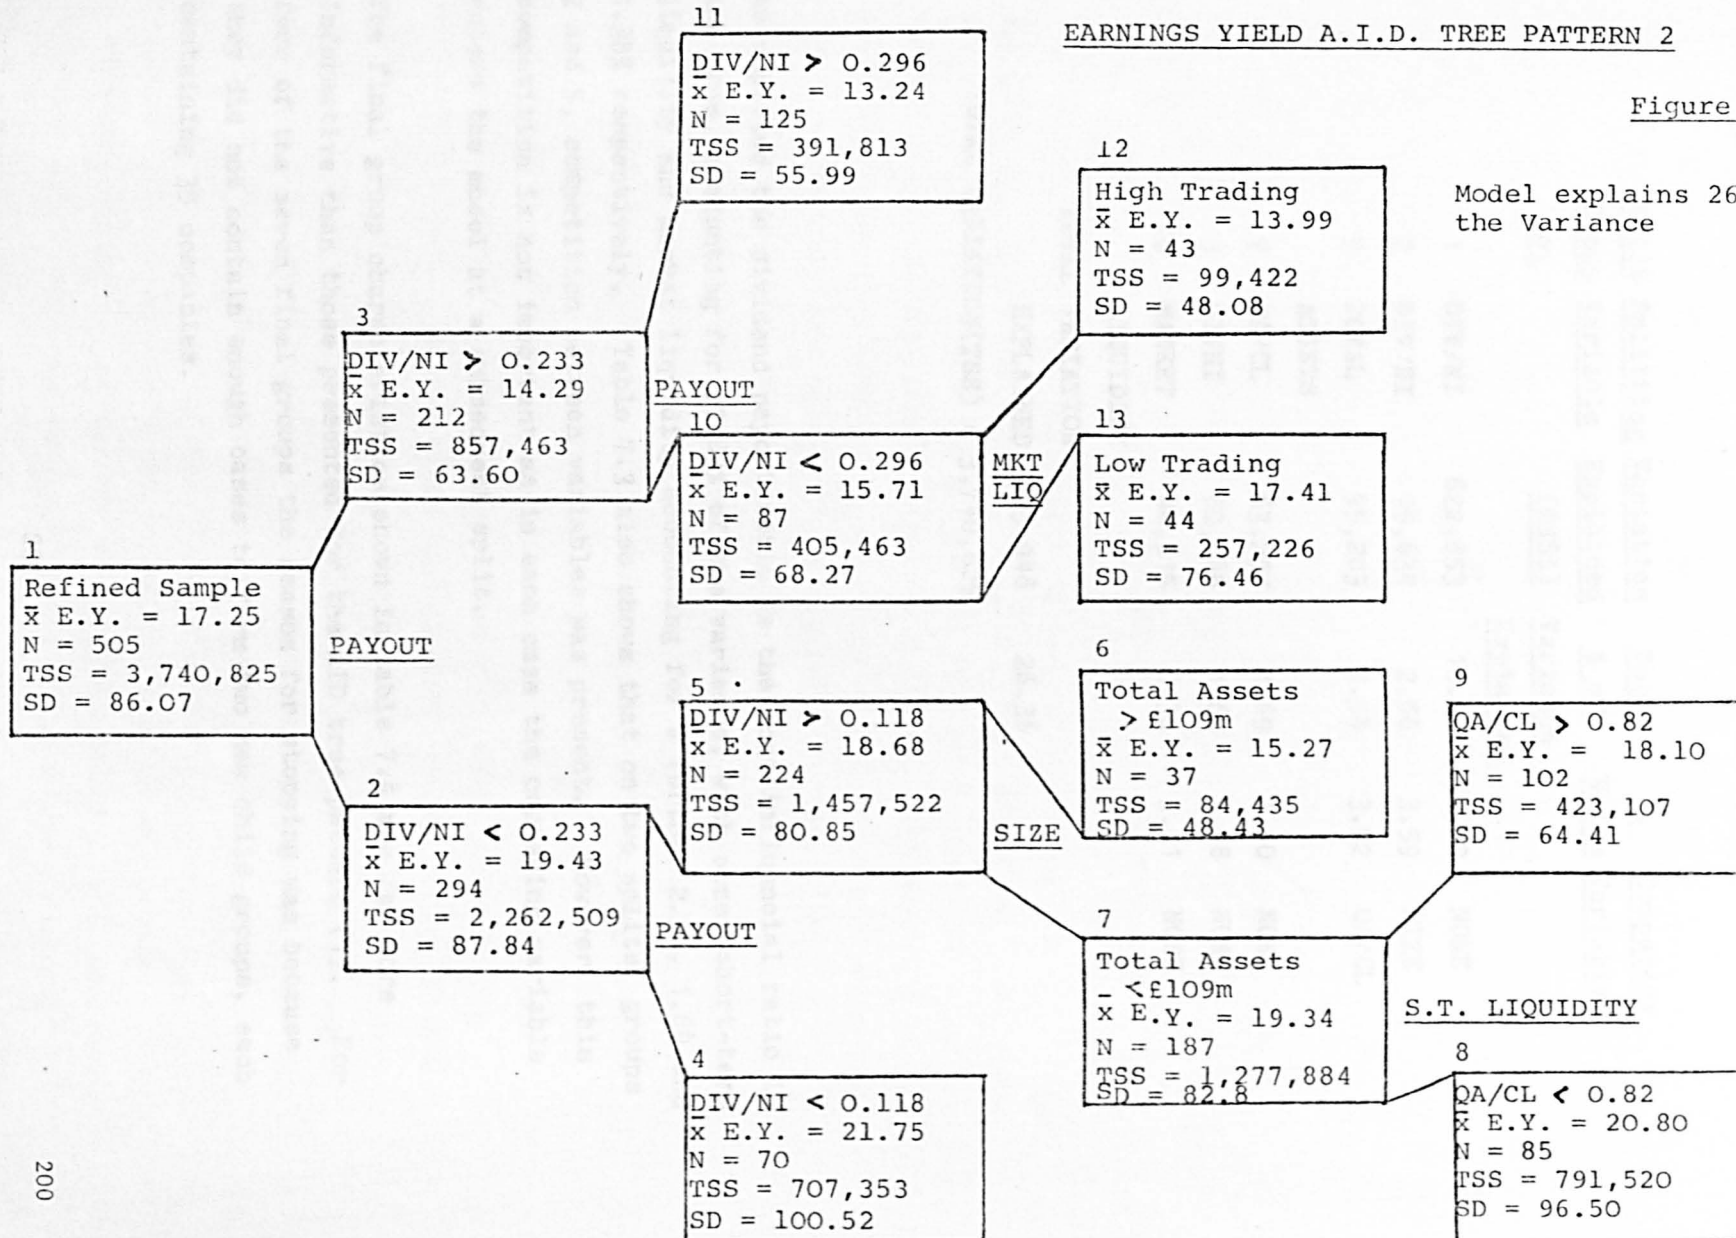 EARNINGS YIELD A.I.D. TREE PATTERN 2
Figure
Model explains 26
the Variance
11
DIV/NI > 0.296
x̄ E.Y. = 13.24
N = 125
TSS = 391,813
SD = 55.99
12
High Trading
x̄ E.Y. = 13.99
N = 43
TSS = 99,422
SD = 48.08
3
DIV/NI > 0.233
x̄ E.Y. = 14.29
N = 212
TSS = 857,463
SD = 63.60
PAYOUT
10
DIV/NI < 0.296
x̄ E.Y. = 15.71
N = 87
TSS = 405,463
SD = 68.27
MKT
LIQ
13
Low Trading
x̄ E.Y. = 17.41
N = 44
TSS = 257,226
SD = 76.46
1
Refined Sample
x̄ E.Y. = 17.25
N = 505
TSS = 3,740,825
SD = 86.07
PAYOUT
5
DIV/NI > 0.118
x̄ E.Y. = 18.68
N = 224
TSS = 1,457,522
SD = 80.85
SIZE
6
Total Assets
> £109m
x̄ E.Y. = 15.27
N = 37
TSS = 84,435
SD = 48.43
9
QA/CL > 0.82
x̄ E.Y. = 18.10
N = 102
TSS = 423,107
SD = 64.41
2
DIV/NI < 0.233
x̄ E.Y. = 19.43
N = 294
TSS = 2,262,509
SD = 87.84
PAYOUT
7
Total Assets
<£109m
x̄ E.Y. = 19.34
N = 187
TSS = 1,277,884
SD = 82.8
S.T. LIQUIDITY
4
DIV/NI < 0.118
x̄ E.Y. = 21.75
N = 70
TSS = 707,353
SD = 100.52
8
QA/CL < 0.82
x̄ E.Y. = 20.80
N = 85
TSS = 791,520
SD = 96.50
200